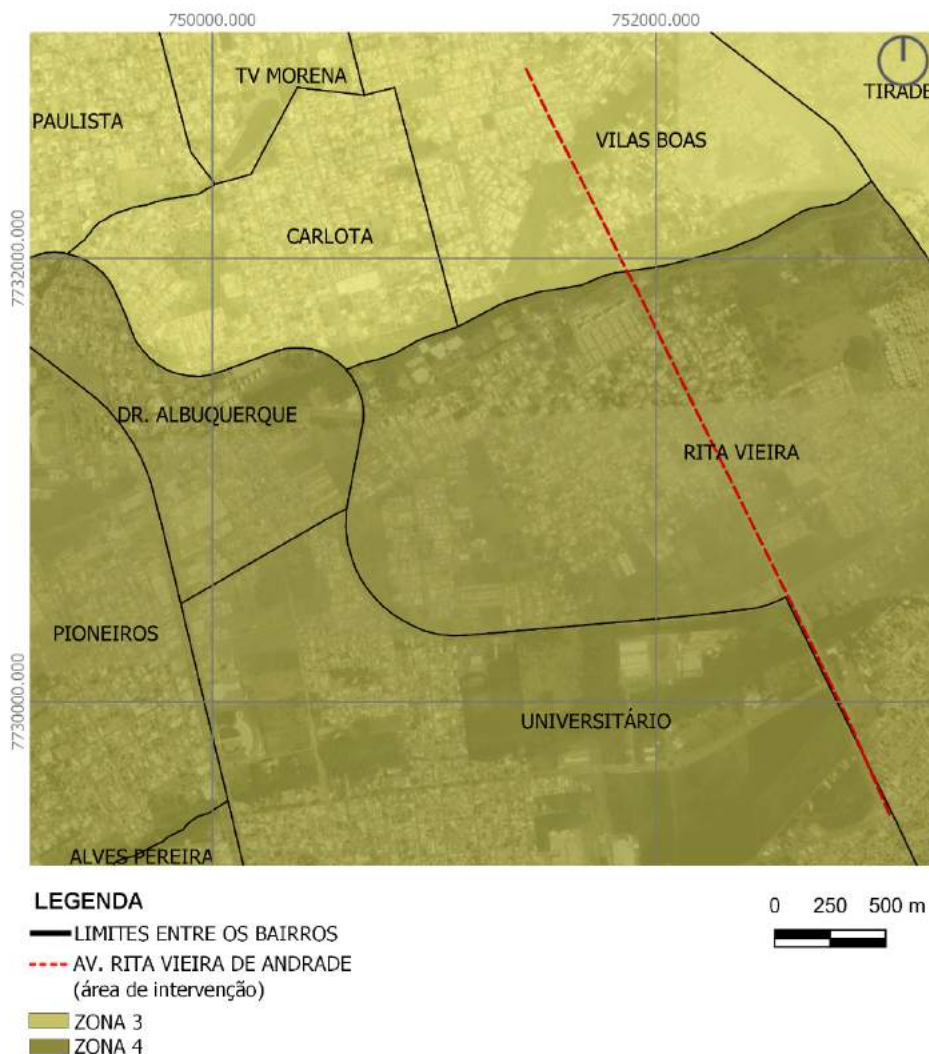 750000.000
752000.000
TV MORENA
PAULISTA
TIRADE
VILAS BOAS
CARLOTA
7732000.000
DR. ALBUQUERQUE
RITA VIEIRA
PIONEIROS
7730000.000
UNIVERSITÁRIO
ALVES PEREIRA
LEGENDA
LIMITES ENTRE OS BAIRROS
AV. RITA VIEIRA DE ANDRADE
(área de intervenção)
ZONA 3
ZONA 4
0 250 500 m